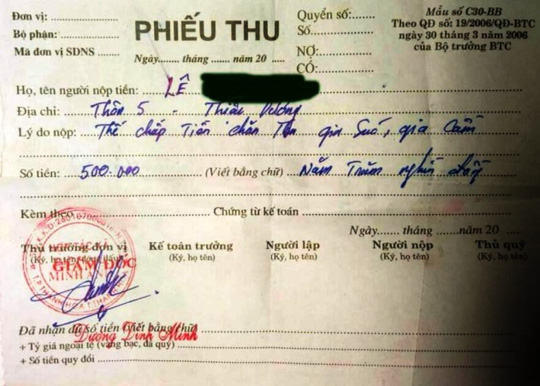 Đơn vị:
Bộ phận:
Mã đơn vị SDNS
PHIẾU THU
Ngày......tháng......năm 20......
Quyển số:
Số:
NỢ:
CÓ:
Mẫu số C30-BB
Theo QĐ số: 19/2006/QĐ-BTC
ngày 30 tháng 3 năm 2006
của Bộ trưởng BTC
Họ, tên người nộp tiền: LÊ
Địa chỉ: Thôn 5 - Thiệu Dương
Lý do nộp: Thế chấp Tiền chăn gia Súc, gia Cầm
Số tiền: 500.000 (Viết bằng chữ) Năm Trăm nghìn đồng
Kèm theo Chứng từ kế toán:
Ngày......tháng......năm 20......
Thủ trưởng đơn vị Kế toán trưởng Người lập Người nộp Thủ quỹ
(Ký, họ tên) (Ký, họ tên) (Ký, họ tên) (Ký, họ tên)
GIÁM ĐỐC
Đã nhận đủ số tiền (Viết bằng chữ)
Dương Đình Minh
+ Tỷ giá ngoại tệ (vàng bạc, đá quý)
+ Số tiền quy đổi